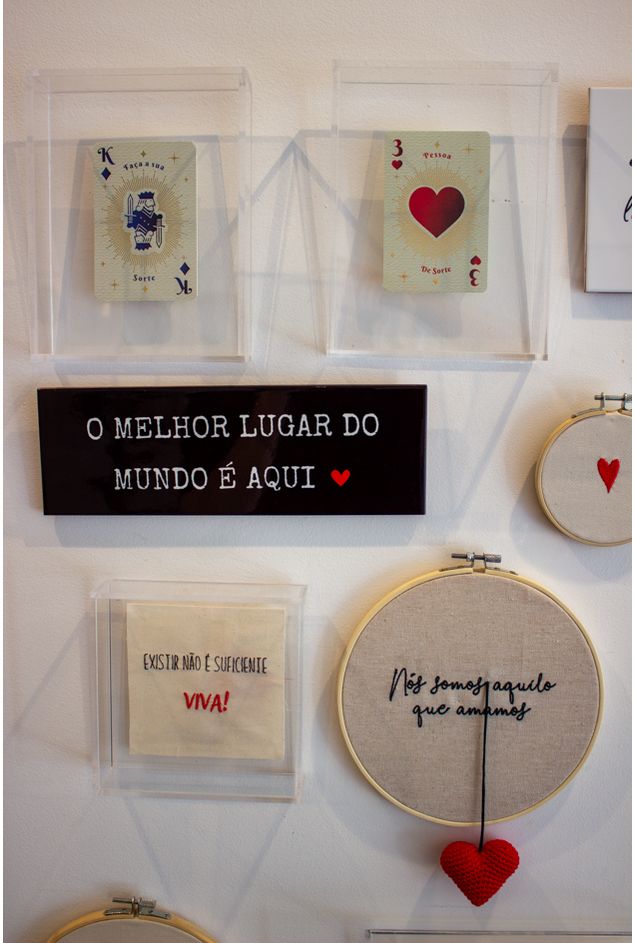 K
Faça a sua
Sorte
K
3
Pessoa
De Sorte
3
O MELHOR LUGAR DO
MUNDO É AQUI
EXISTIR NÃO É SUFICIENTE
VIVA!
Nós somos aquilo
que amamos